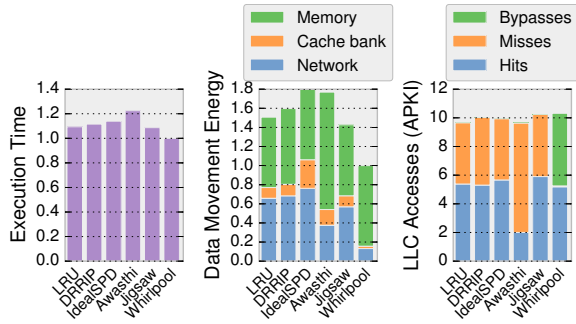 Memory
Cache bank
Network
Bypasses
Misses
Hits
Execution Time
1.4
1.2
1.0
0.8
0.6
0.4
0.2
0.0
LRU
DRRIP
IdealSPD
Awasthi
Jigsaw
Whirlpool
Data Movement Energy
1.8
1.6
1.4
1.2
1.0
0.8
0.6
0.4
0.2
0.0
LRU
DRRIP
IdealSPD
Awasthi
Jigsaw
Whirlpool
LLC Accesses (APKI)
12
10
8
6
4
2
0
LRU
DRRIP
IdealSPD
Awasthi
Jigsaw
Whirlpool